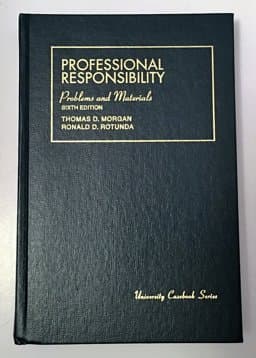 PROFESSIONAL
RESPONSIBILITY
Problems and Materials
SIXTH EDITION
THOMAS D. MORGAN
RONALD D. ROTUNDA
University Casebook Series